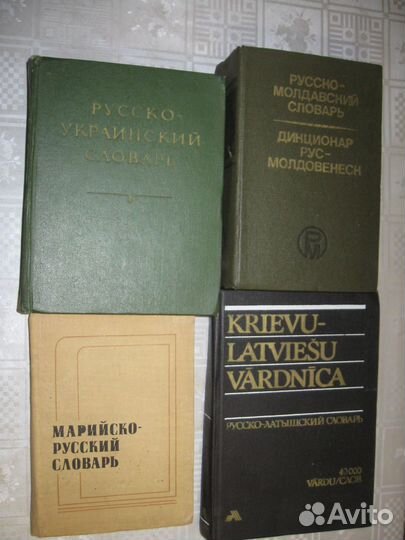 РУССКО-
УКРАИНСКИЙ
СЛОВАРЬ
РУССКО-
МОЛДАВСКИЙ
СЛОВАРЬ
ДИКЦИОНАР
РУС-
МОЛДОВЕНЕСК
МАРИЙСКО-
РУССКИЙ
СЛОВАРЬ
KRIEVU-
LATVIEŠU
VĀRDNĪCA
РУССКО-ЛАТЫШСКИЙ СЛОВАРЬ
40 000
VĀRDU/СЛОВ
Avito